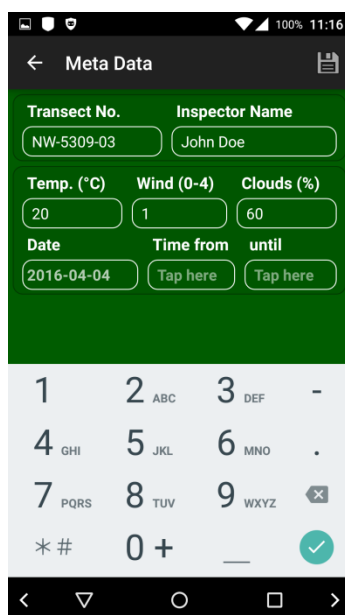 100% 11:16
Meta Data
Transect No. Inspector Name
NW-5309-03 John Doe
Temp. (°C) Wind (0-4) Clouds (%)
20 1 60
Date Time from until
2016-04-04 Tap here Tap here
1 2 ABC 3 DEF -
4 GHI 5 JKL 6 MNO .
7 PQRS 8 TUV 9 WXYZ
*# 0 + _